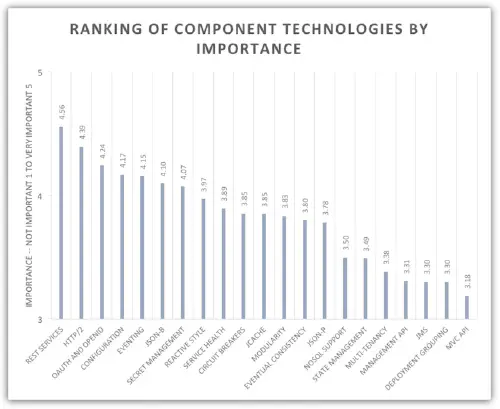 RANKING OF COMPONENT TECHNOLOGIES BY
IMPORTANCE
IMPORTANCE -- NOT IMPORTANT 1 TO VERY IMPORTANT 5
5
4
3
4.56
4.39
4.24
4.17
4.15
4.10
4.07
3.97
3.89
3.85
3.85
3.83
3.80
3.78
3.50
3.49
3.38
3.31
3.30
3.30
3.18
REST SERVICES
HTTP/2
OAUTH AND OPENID
CONFIGURATION
EVENTING
JSON-B
SECRET MANAGEMENT
REACTIVE STYLE
SERVICE HEALTH
CIRCUIT BREAKERS
JCACHE
MODULARITY
EVENTUAL CONSISTENCY
JSON-P
NOSQL SUPPORT
STATE MANAGEMENT
MULTI-TENANCY
MANAGEMENT API
JMS
DEPLOYMENT GROUPING
MVC API